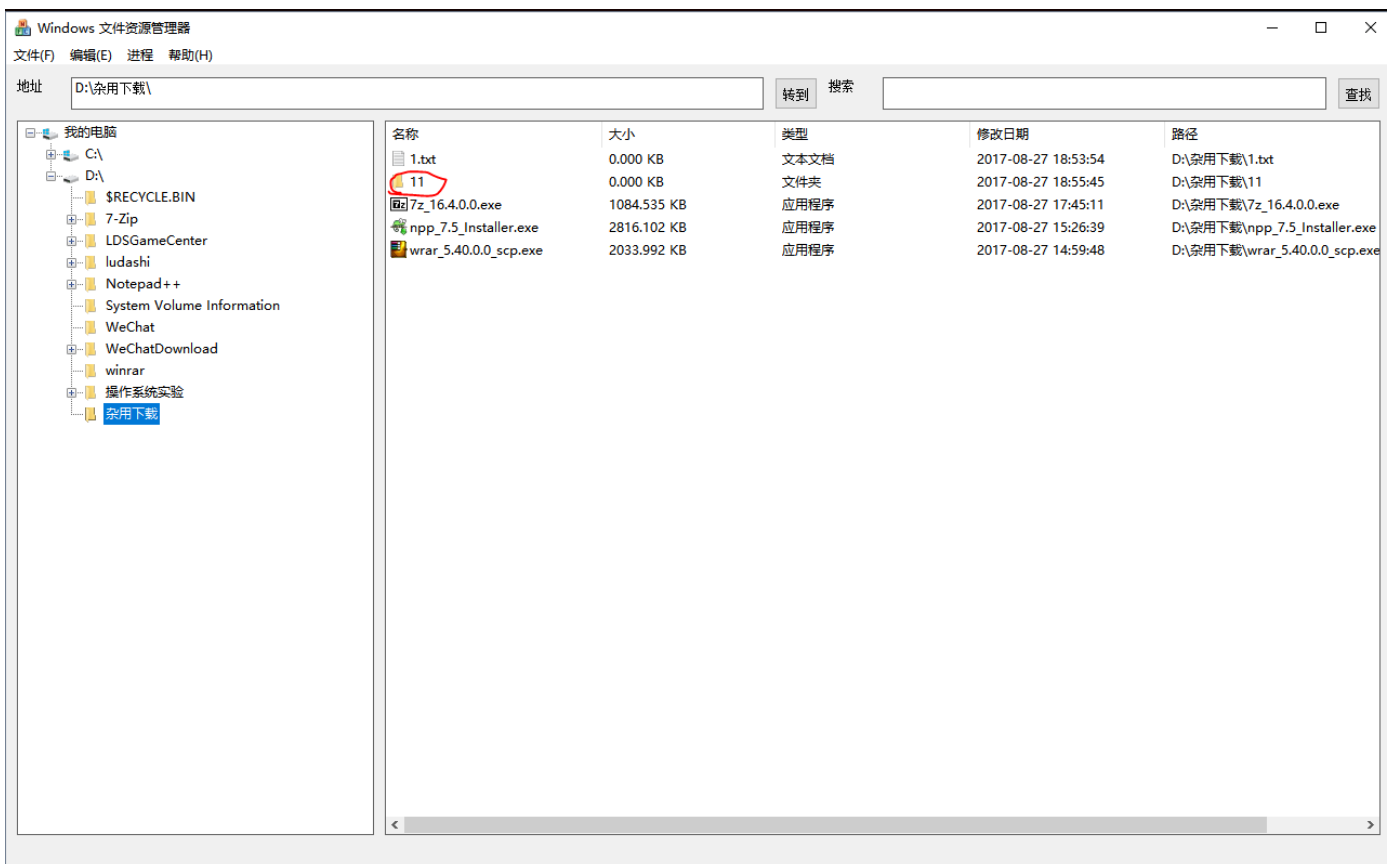 Windows 文件资源管理器
文件(F) 编辑(E) 进程 帮助(H)
地址 D:\杂用下载\ 转到 搜索 查找
我的电脑
C:\
D:\
$RECYCLE.BIN
7-Zip
LDSGameCenter
ludashi
Notepad++
System Volume Information
WeChat
WeChatDownload
winrar
操作系统实验
杂用下载
名称 大小 类型 修改日期 路径
1.txt 0.000 KB 文本文档 2017-08-27 18:53:54 D:\杂用下载\1.txt
11 0.000 KB 文件夹 2017-08-27 18:55:45 D:\杂用下载\11
7z_16.4.0.0.exe 1084.535 KB 应用程序 2017-08-27 17:45:11 D:\杂用下载\7z_16.4.0.0.exe
npp_7.5_Installer.exe 2816.102 KB 应用程序 2017-08-27 15:26:39 D:\杂用下载\npp_7.5_Installer.exe
wrar_5.40.0.0_scp.exe 2033.992 KB 应用程序 2017-08-27 14:59:48 D:\杂用下载\wrar_5.40.0.0_scp.exe